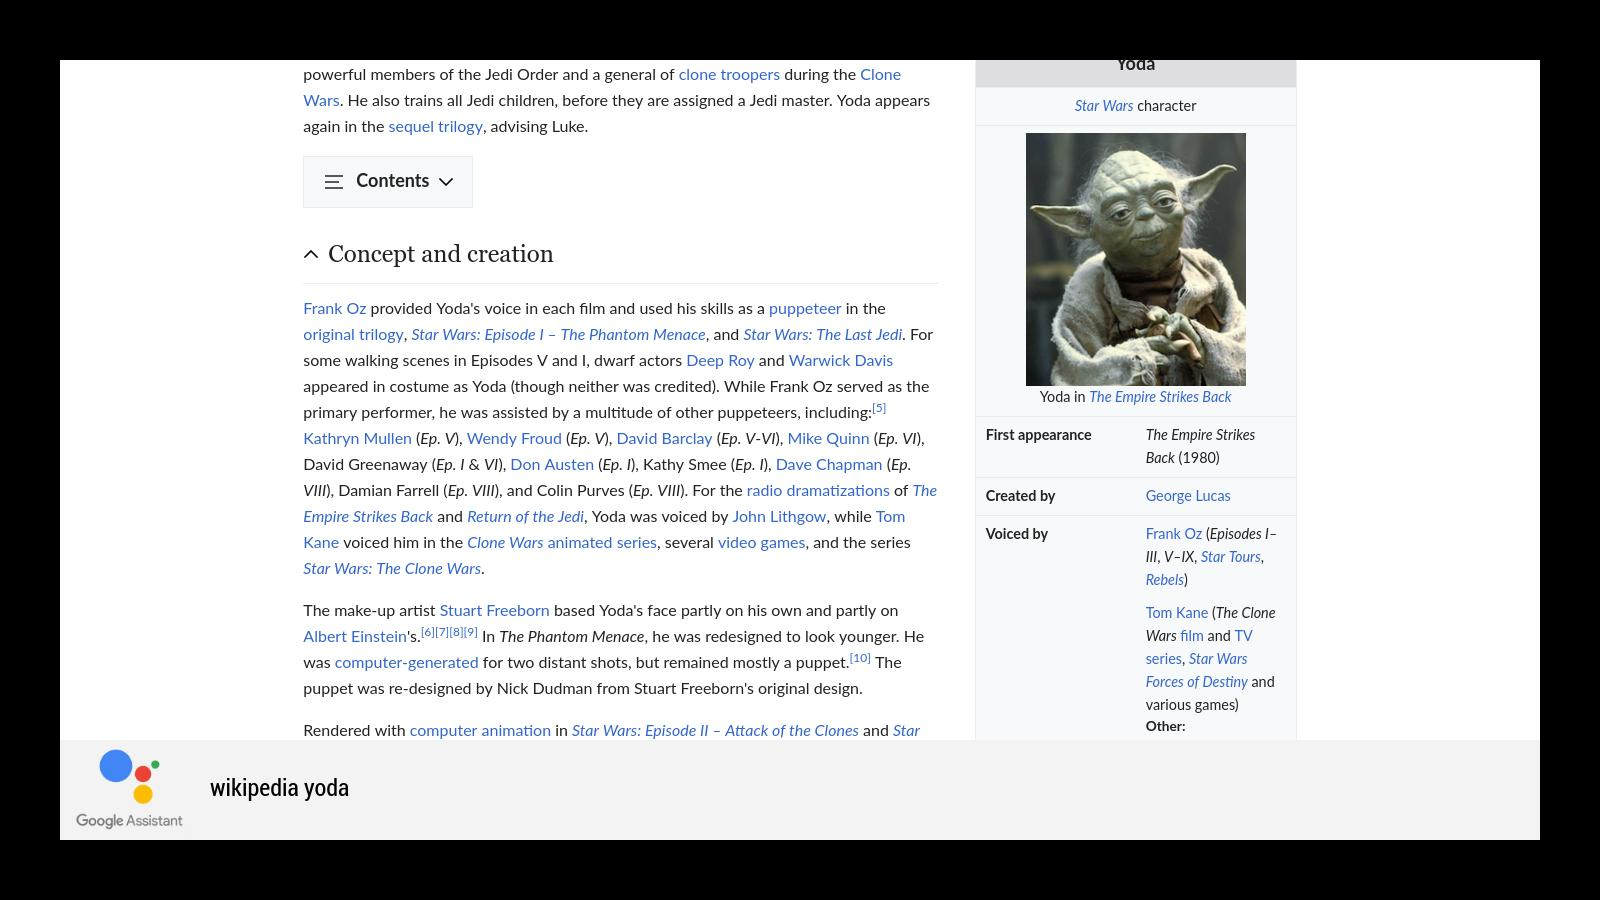 powerful members of the Jedi Order and a general of clone troopers during the Clone
Wars. He also trains all Jedi children, before they are assigned a Jedi master. Yoda appears
again in the sequel trilogy, advising Luke.
Contents
Concept and creation
Frank Oz provided Yoda's voice in each film and used his skills as a puppeteer in the
original trilogy, Star Wars: Episode I – The Phantom Menace, and Star Wars: The Last Jedi. For
some walking scenes in Episodes V and I, dwarf actors Deep Roy and Warwick Davis
appeared in costume as Yoda (though neither was credited). While Frank Oz served as the
primary performer, he was assisted by a multitude of other puppeteers, including:[5]
Kathryn Mullen (Ep. V), Wendy Froud (Ep. V), David Barclay (Ep. V-VI), Mike Quinn (Ep. VI),
David Greenaway (Ep. I & VI), Don Austen (Ep. I), Kathy Smee (Ep. I), Dave Chapman (Ep.
VIII), Damian Farrell (Ep. VIII), and Colin Purves (Ep. VIII). For the radio dramatizations of The
Empire Strikes Back and Return of the Jedi, Yoda was voiced by John Lithgow, while Tom
Kane voiced him in the Clone Wars animated series, several video games, and the series
Star Wars: The Clone Wars.
The make-up artist Stuart Freeborn based Yoda's face partly on his own and partly on
Albert Einstein's.[6][7][8][9] In The Phantom Menace, he was redesigned to look younger. He
was computer-generated for two distant shots, but remained mostly a puppet.[10] The
puppet was re-designed by Nick Dudman from Stuart Freeborn's original design.
Rendered with computer animation in Star Wars: Episode II – Attack of the Clones and Star
Yoda
Star Wars character
Yoda in The Empire Strikes Back
First appearance
The Empire Strikes
Back (1980)
Created by
George Lucas
Voiced by
Frank Oz (Episodes I–
III, V–IX, Star Tours,
Rebels)
Tom Kane (The Clone
Wars film and TV
series, Star Wars
Forces of Destiny and
various games)
Other:
Google Assistant
wikipedia yoda